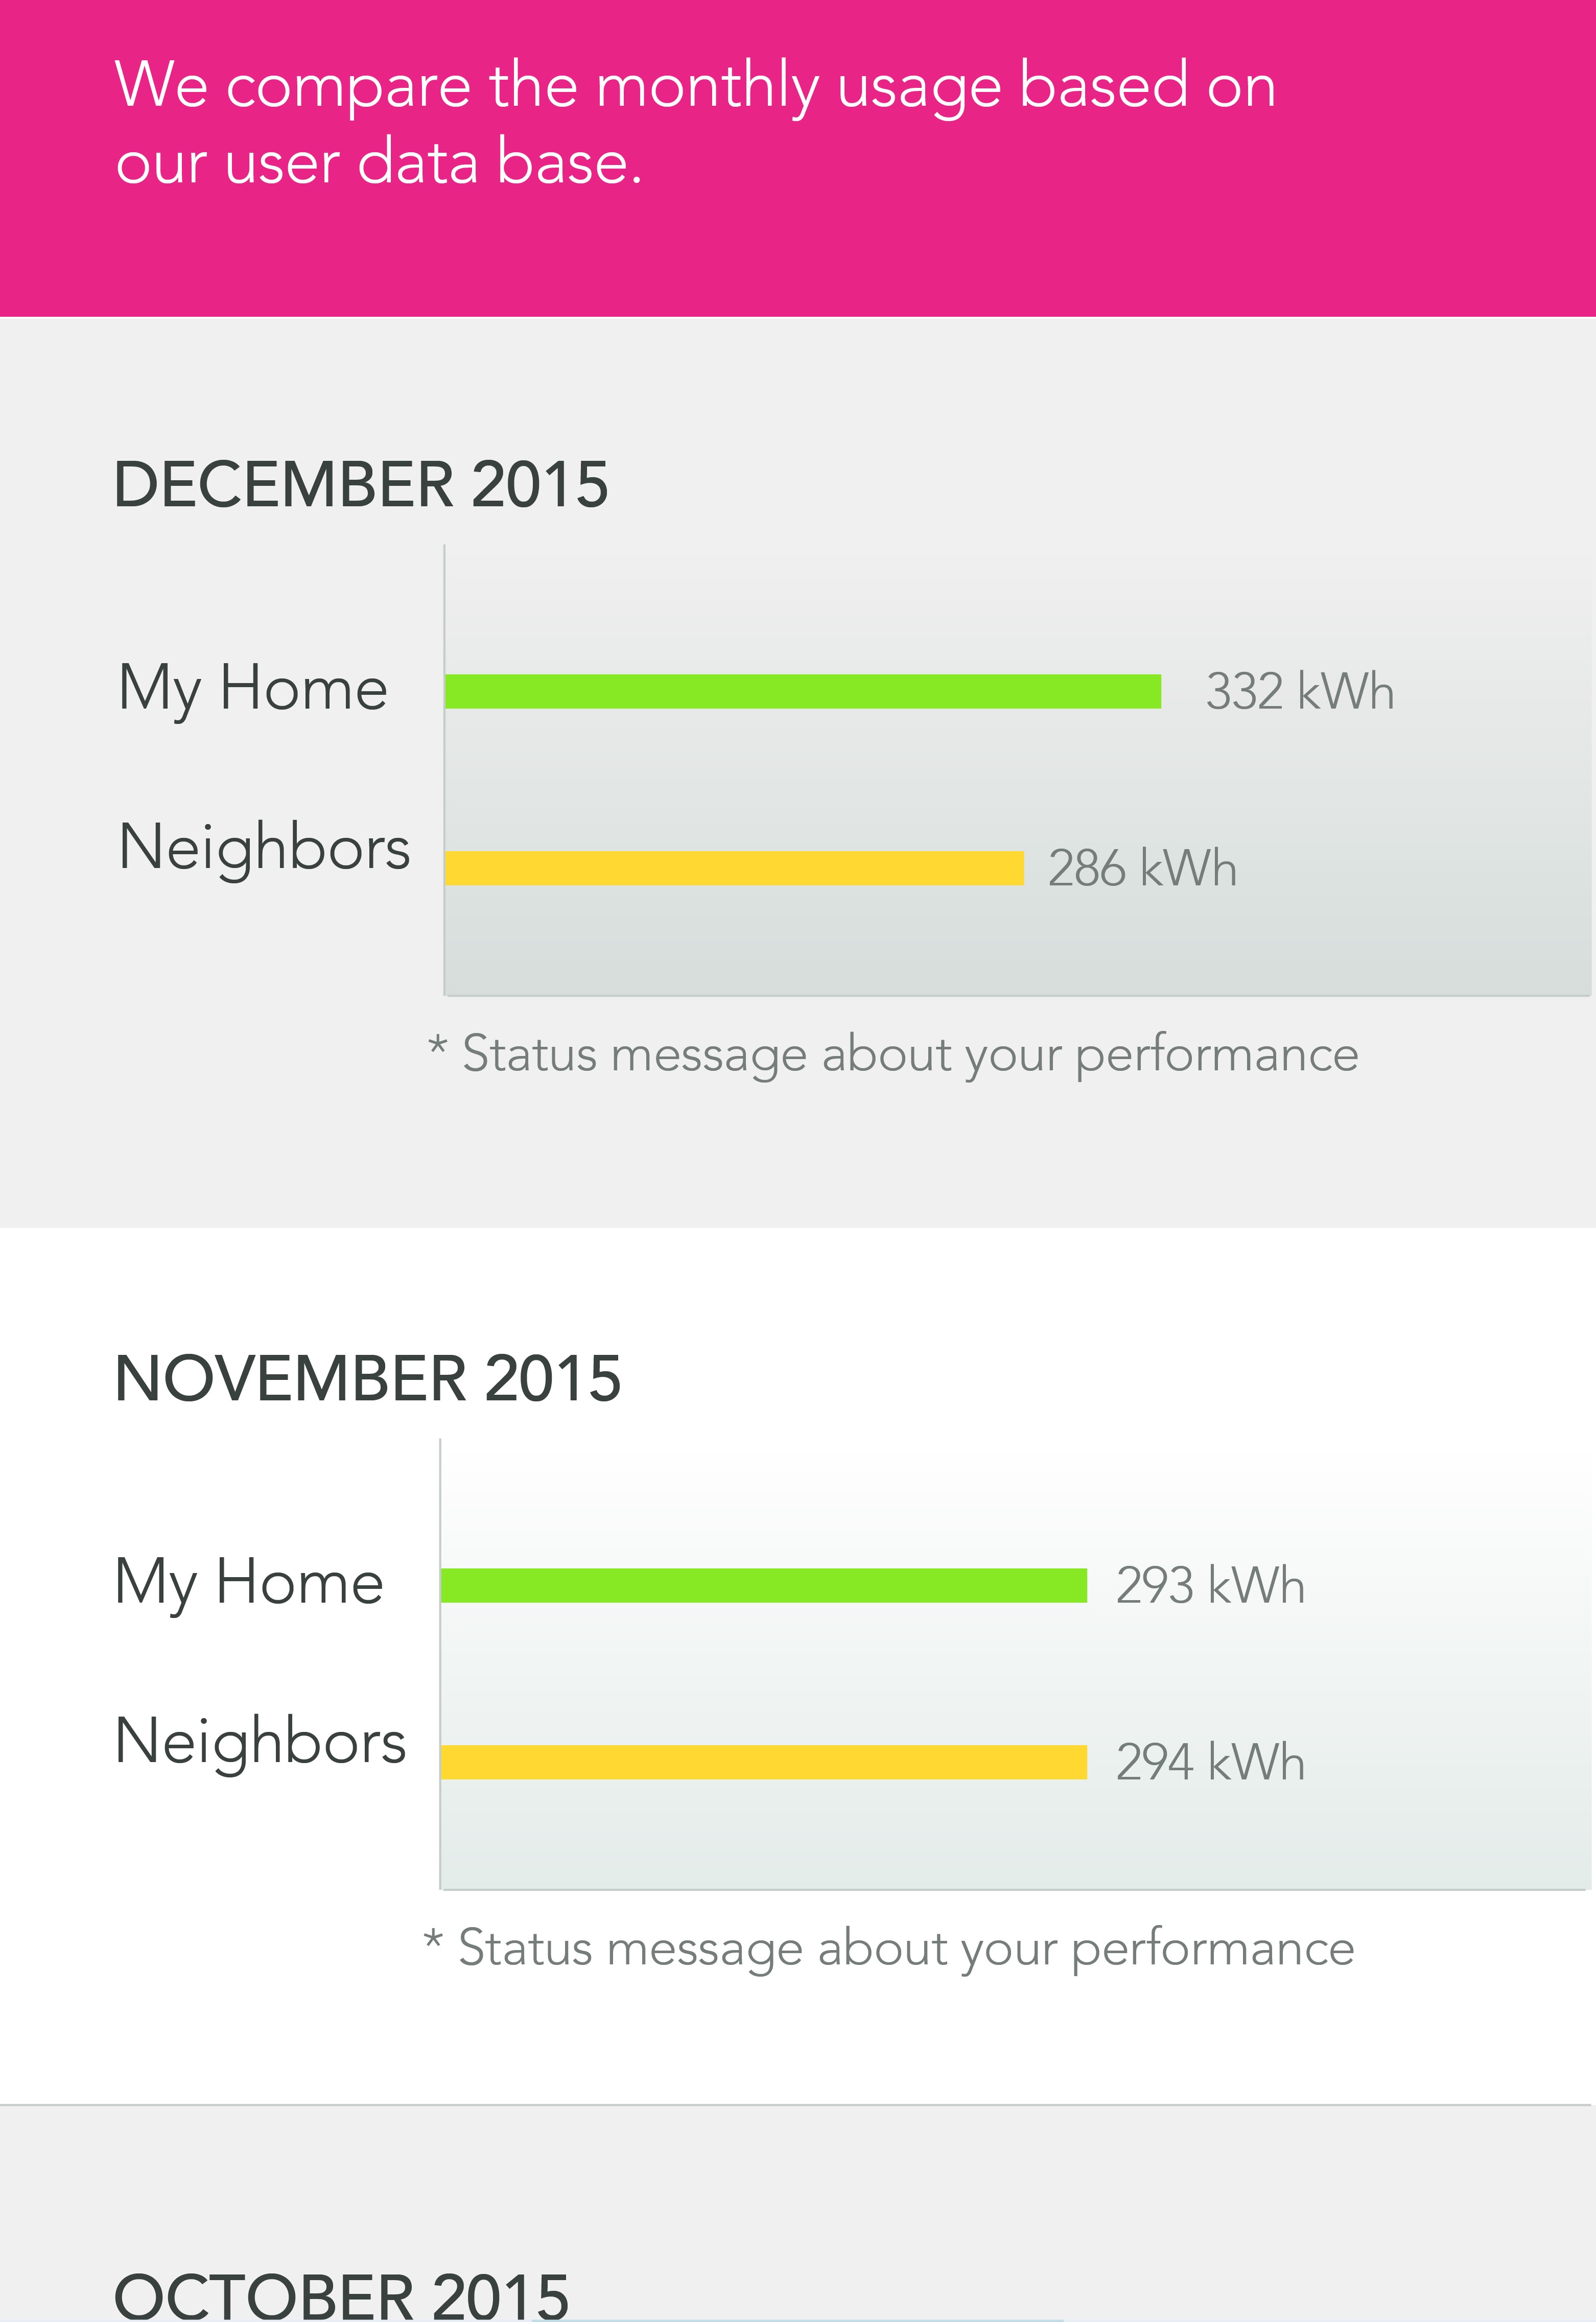 We compare the monthly usage based on
our user data base.
DECEMBER 2015
My Home
332 kWh
Neighbors
286 kWh
* Status message about your performance
NOVEMBER 2015
My Home
293 kWh
Neighbors
294 kWh
* Status message about your performance
OCTOBER 2015